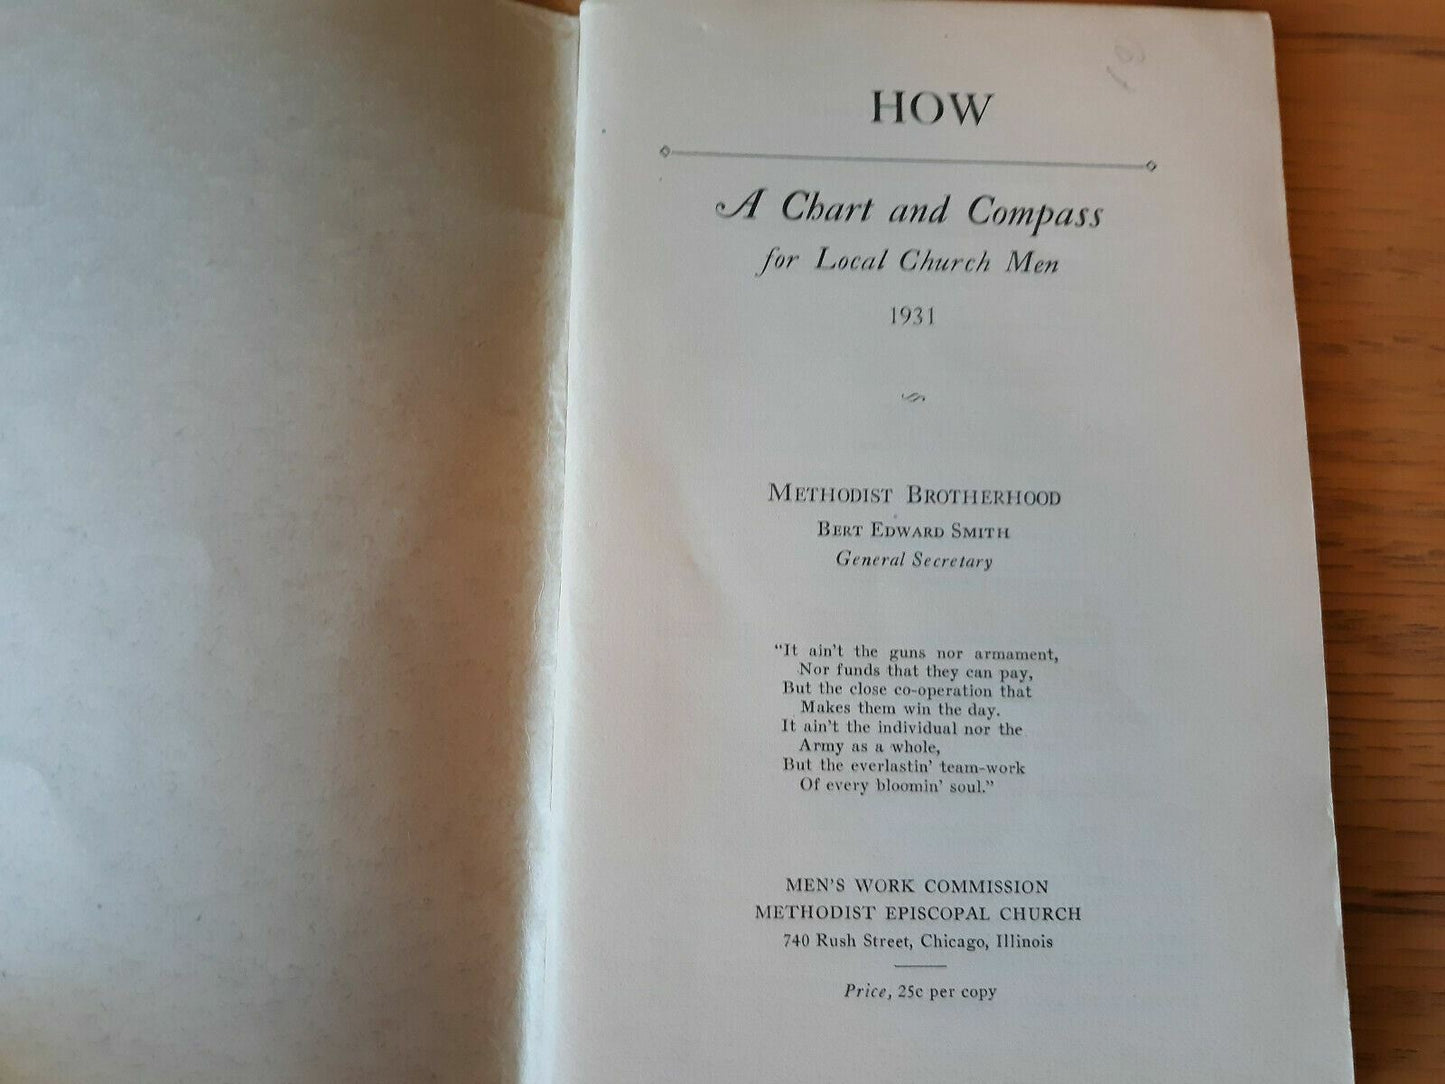 HOW
A Chart and Compass
for Local Church Men
1931
METHODIST BROTHERHOOD
BERT EDWARD SMITH
General Secretary
"It ain't the guns nor armament,
Nor funds that they can pay,
But the close co-operation that
Makes them win the day.
It ain't the individual nor the
Army as a whole,
But the everlastin' team-work
Of every bloomin' soul."
MEN'S WORK COMMISSION
METHODIST EPISCOPAL CHURCH
740 Rush Street, Chicago, Illinois
Price, 25c per copy